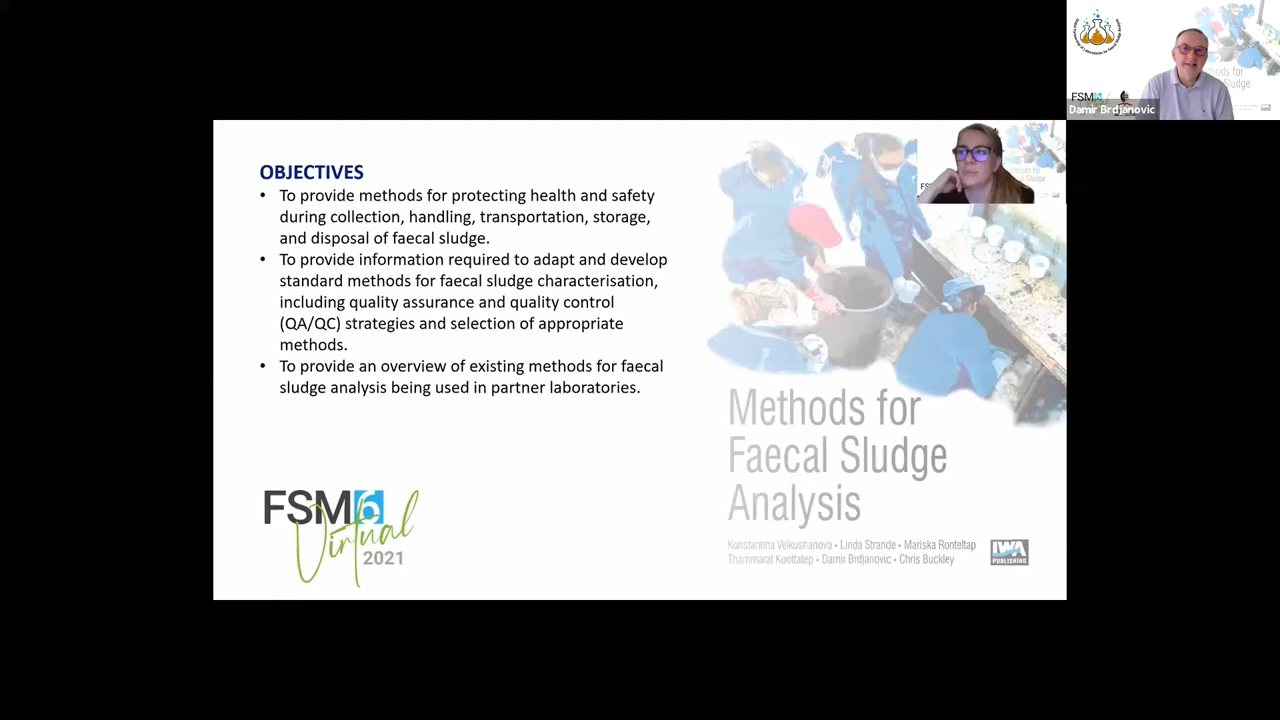 FSM6
Damir Brdjanovic
OBJECTIVES
• To provide methods for protecting health and safety
during collection, handling, transportation, storage,
and disposal of faecal sludge.
• To provide information required to adapt and develop
standard methods for faecal sludge characterisation,
including quality assurance and quality control
(QA/QC) strategies and selection of appropriate
methods.
• To provide an overview of existing methods for faecal
sludge analysis being used in partner laboratories.
FSM6
Virtual
2021
Methods for
Faecal Sludge
Analysis
Konstantina Velkushanova • Linda Strande • Mariska Ronteltap
Thammarat Koottatep • Damir Brdjanovic • Chris Buckley
IWA
PUBLISHING